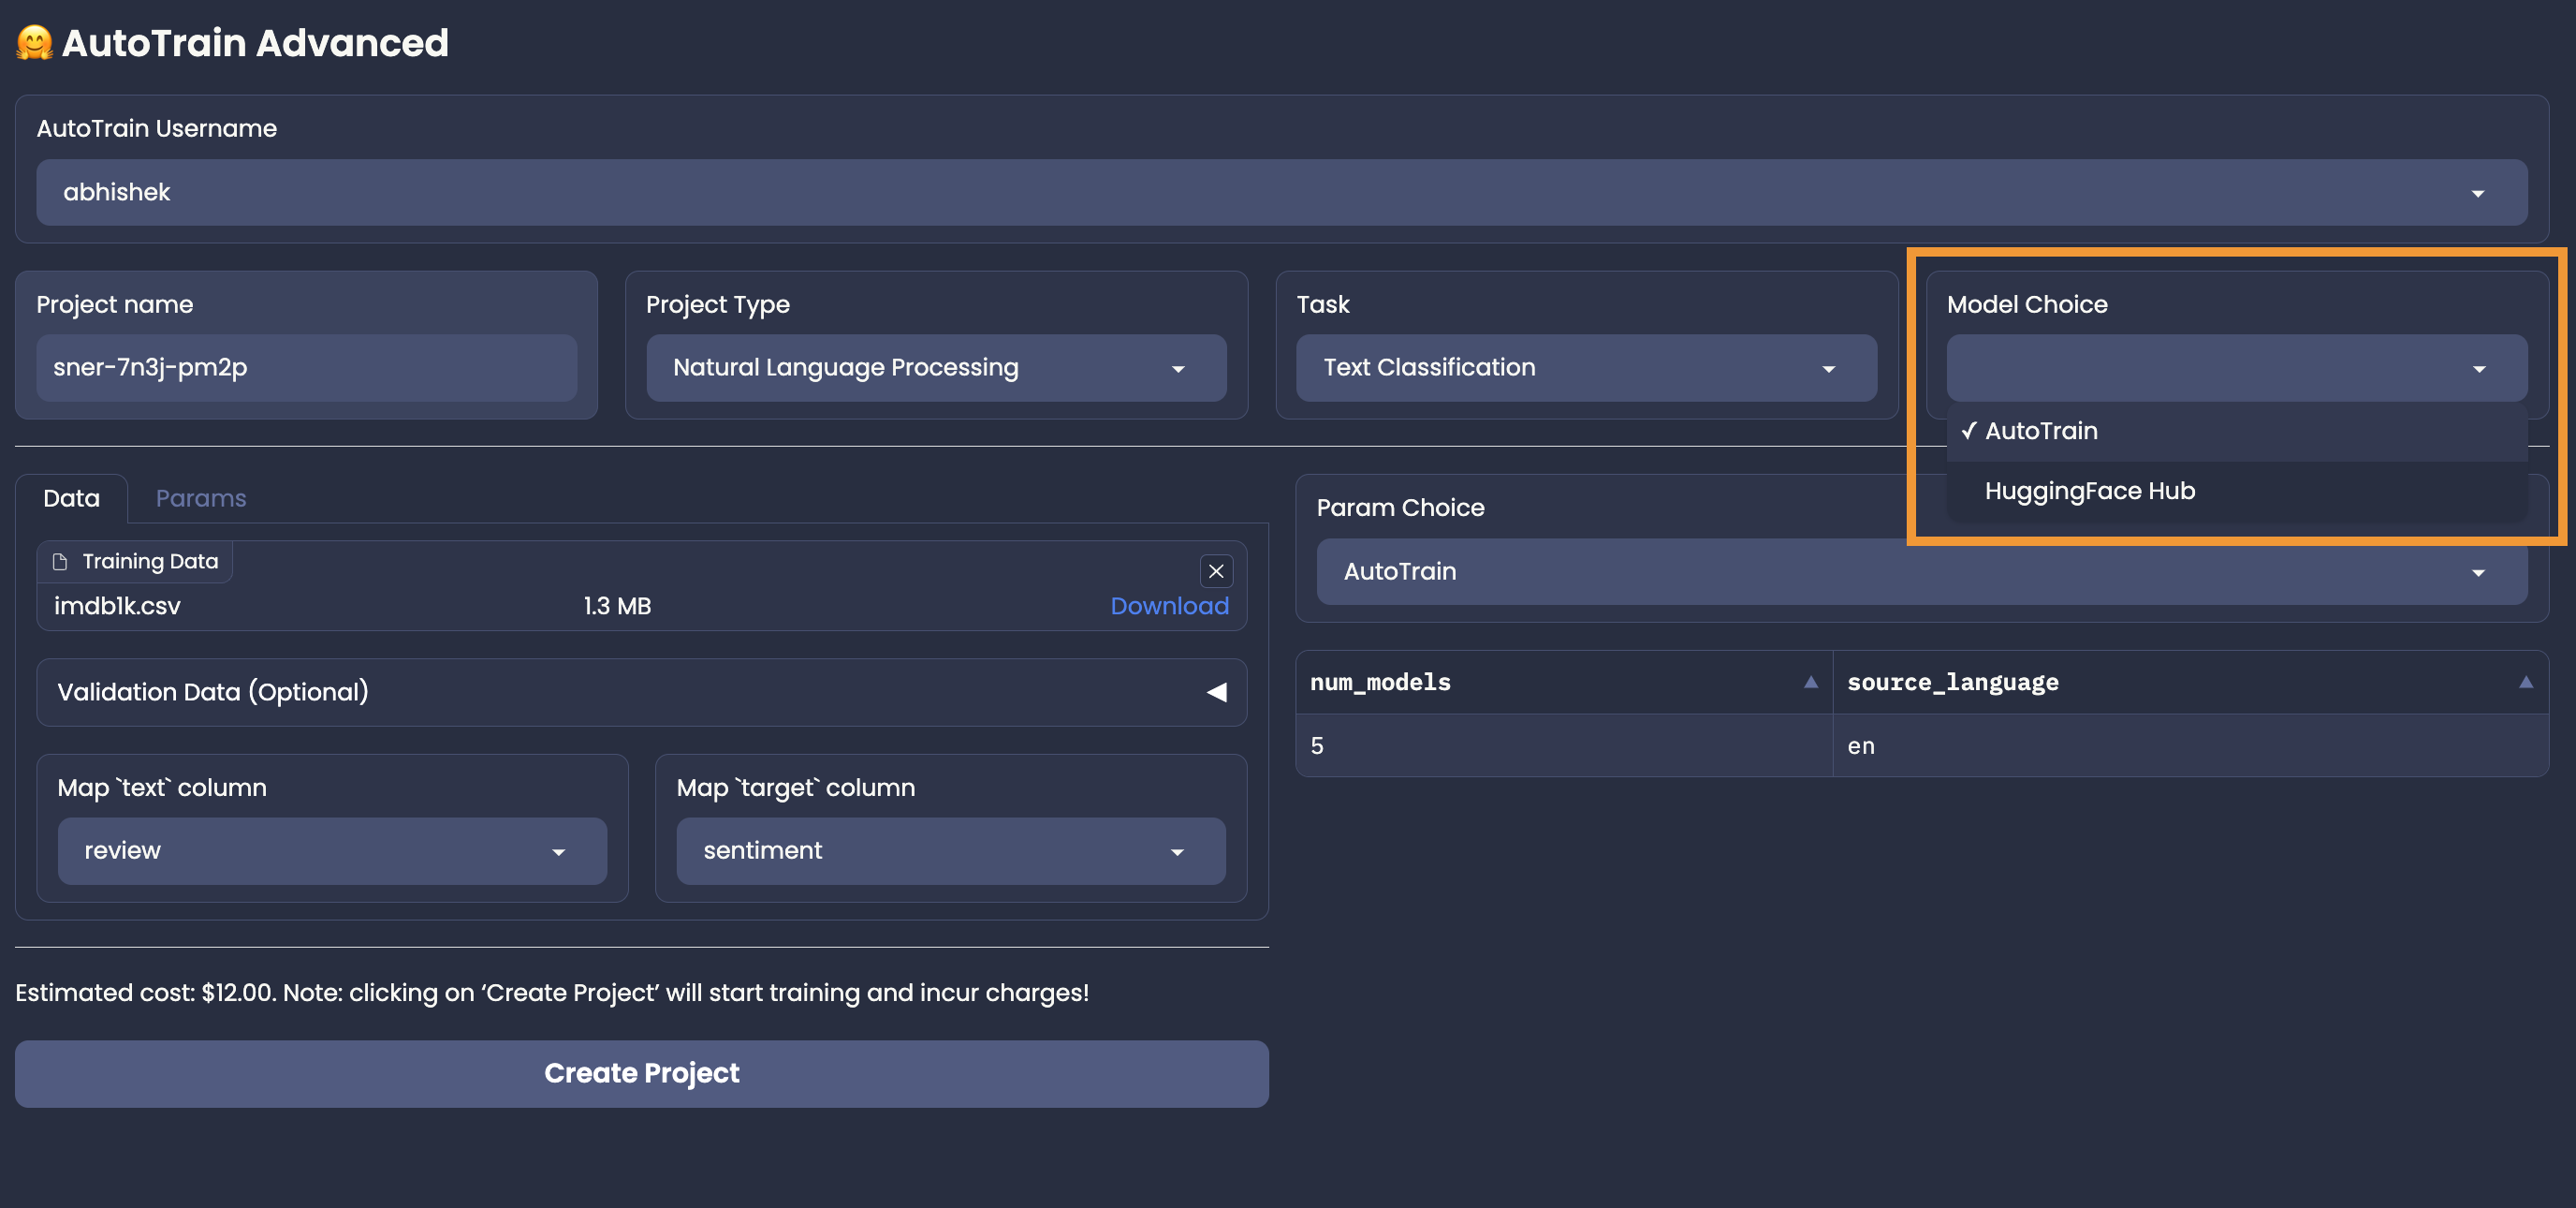 🤗 AutoTrain Advanced
AutoTrain Username
abhishek
Project name
sner-7n3j-pm2p
Project Type
Natural Language Processing
Task
Text Classification
Model Choice
✓ AutoTrain
HuggingFace Hub
Data Params
Training Data
imdb1k.csv 1.3 MB Download
Validation Data (Optional)
Map `text` column
review
Map `target` column
sentiment
Estimated cost: $12.00. Note: clicking on ‘Create Project’ will start training and incur charges!
Create Project
Param Choice
AutoTrain
num_models source_language
5 en